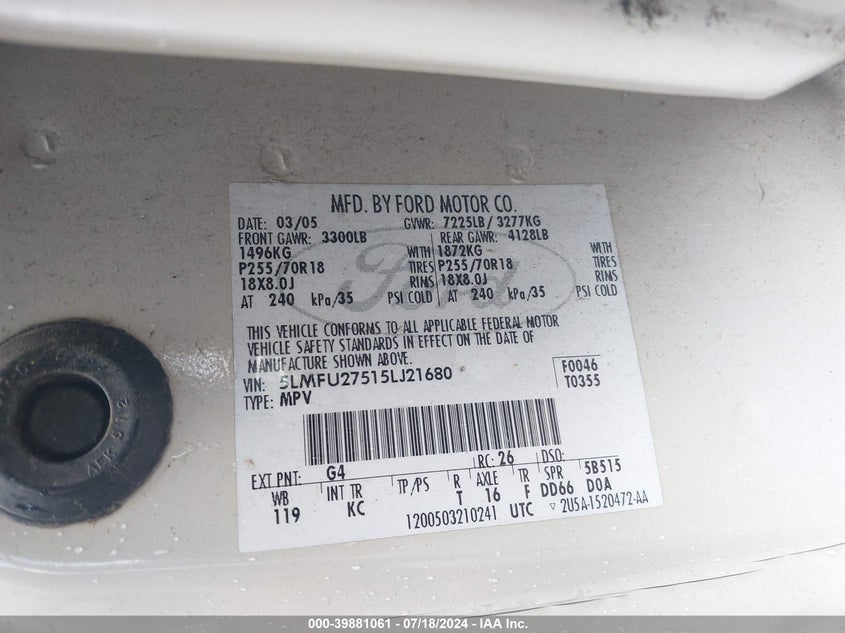 MFD. BY FORD MOTOR CO.
DATE: 03/05 GVWR: 7225LB / 3277KG
FRONT GAWR: 3300LB REAR GAWR: 4128LB
1496KG WITH 1872KG WITH
P255/70R18 TIRES P255/70R18 TIRES
18X8.0J RIMS 18X8.0J RIMS
AT 240 kPa/35 PSI COLD AT 240 kPa/35 PSI COLD
Ford
THIS VEHICLE CONFORMS TO ALL APPLICABLE FEDERAL MOTOR
VEHICLE SAFETY STANDARDS IN EFFECT ON THE DATE OF
MANUFACTURE SHOWN ABOVE.
VIN: 5LMFU27515LJ21680 F0046
TYPE: MPV T0355
EXT PNT: G4 RC: 26 DSO:
WB INT TR TP/PS R AXLE TR SPR 5B515
119 KC T 16 F DD66 D0A
1200503210241 UTC ▽ 2U5A-1520472-AA
000-39881061 / 07/18/2024 / IAA Inc.